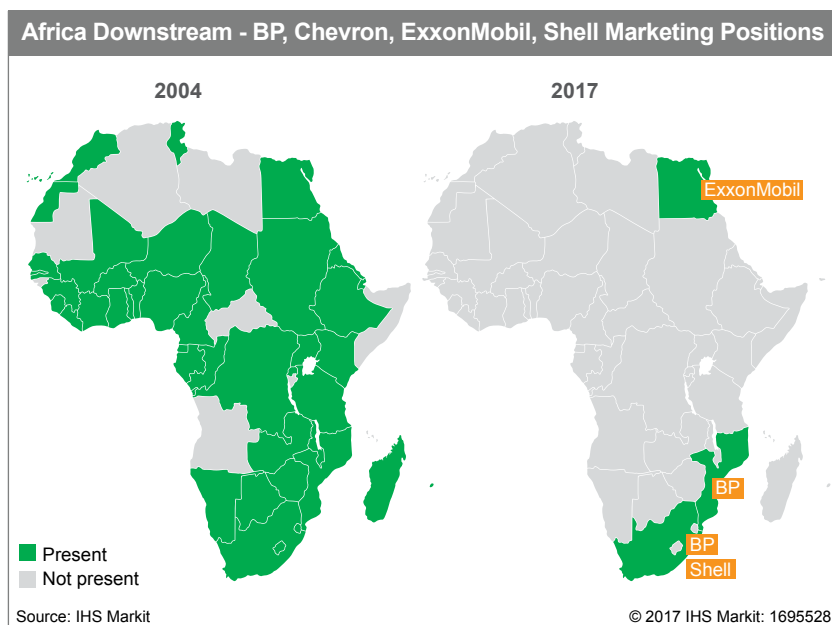 Africa Downstream - BP, Chevron, ExxonMobil, Shell Marketing Positions
2004
2017
ExxonMobil
BP
BP
Shell
Present
Not present
Source: IHS Markit
© 2017 IHS Markit: 1695528